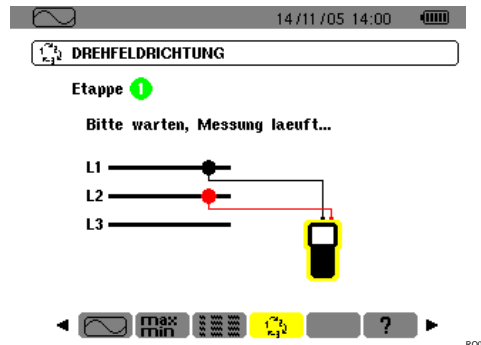 14/11/05 14:00
DREHFELDRICHTUNG
Etappe 1
Bitte warten, Messung laeuft...
L1
L2
L3
max
min
?